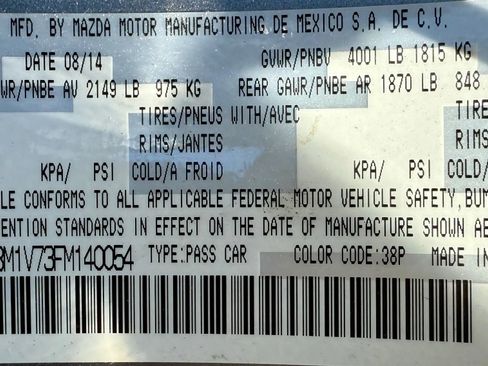 MFD. BY MAZDA MOTOR MANUFACTURING DE MEXICO S.A. DE C.V.
DATE 08/14 GVWR/PNBV 4001 LB 1815 KG
WR/PNBE AV 2149 LB 975 KG REAR GAWR/PNBE AR 1870 LB 848
TIRES/PNEUS WITH/AVEC TIRES
RIMS/JANTES RIMS
KPA/ PSI COLD/A FROID KPA/ PSI COLD/
LE CONFORMS TO ALL APPLICABLE FEDERAL MOTOR VEHICLE SAFETY, BUM
ENTION STANDARDS IN EFFECT ON THE DATE OF MANUFACTURE SHOWN AB
BM1V73FM140054 TYPE:PASS CAR COLOR CODE:38P IN